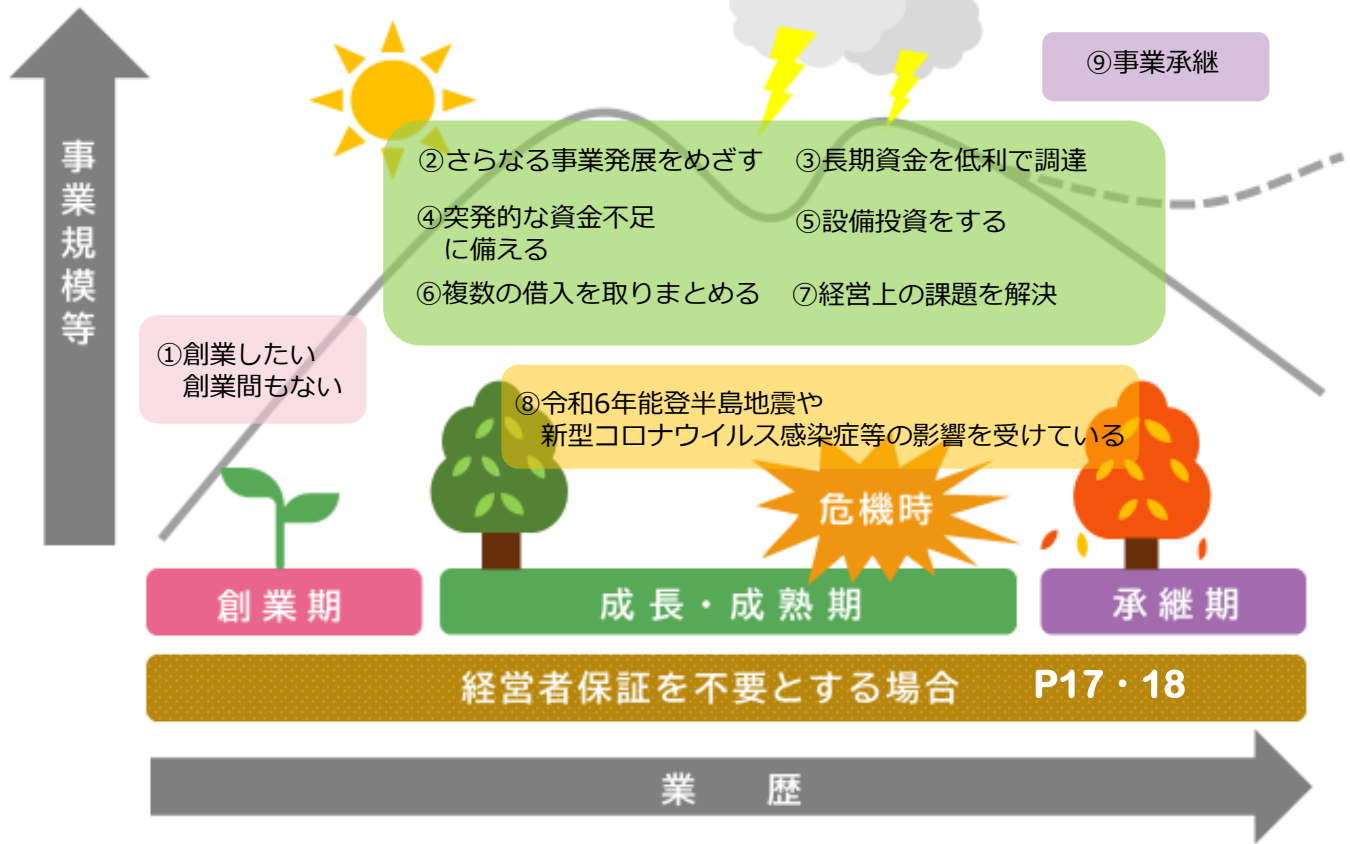 事業規模等
⑨事業承継
②さらなる事業発展をめざす
③長期資金を低利で調達
④突発的な資金不足
に備える
⑤設備投資をする
⑥複数の借入を取りまとめる
⑦経営上の課題を解決
①創業したい
創業間もない
⑧令和6年能登半島地震や
新型コロナウイルス感染症等の影響を受けている
危機時
創業期
成長・成熟期
承継期
経営者保証を不要とする場合 P17・18
業 歴